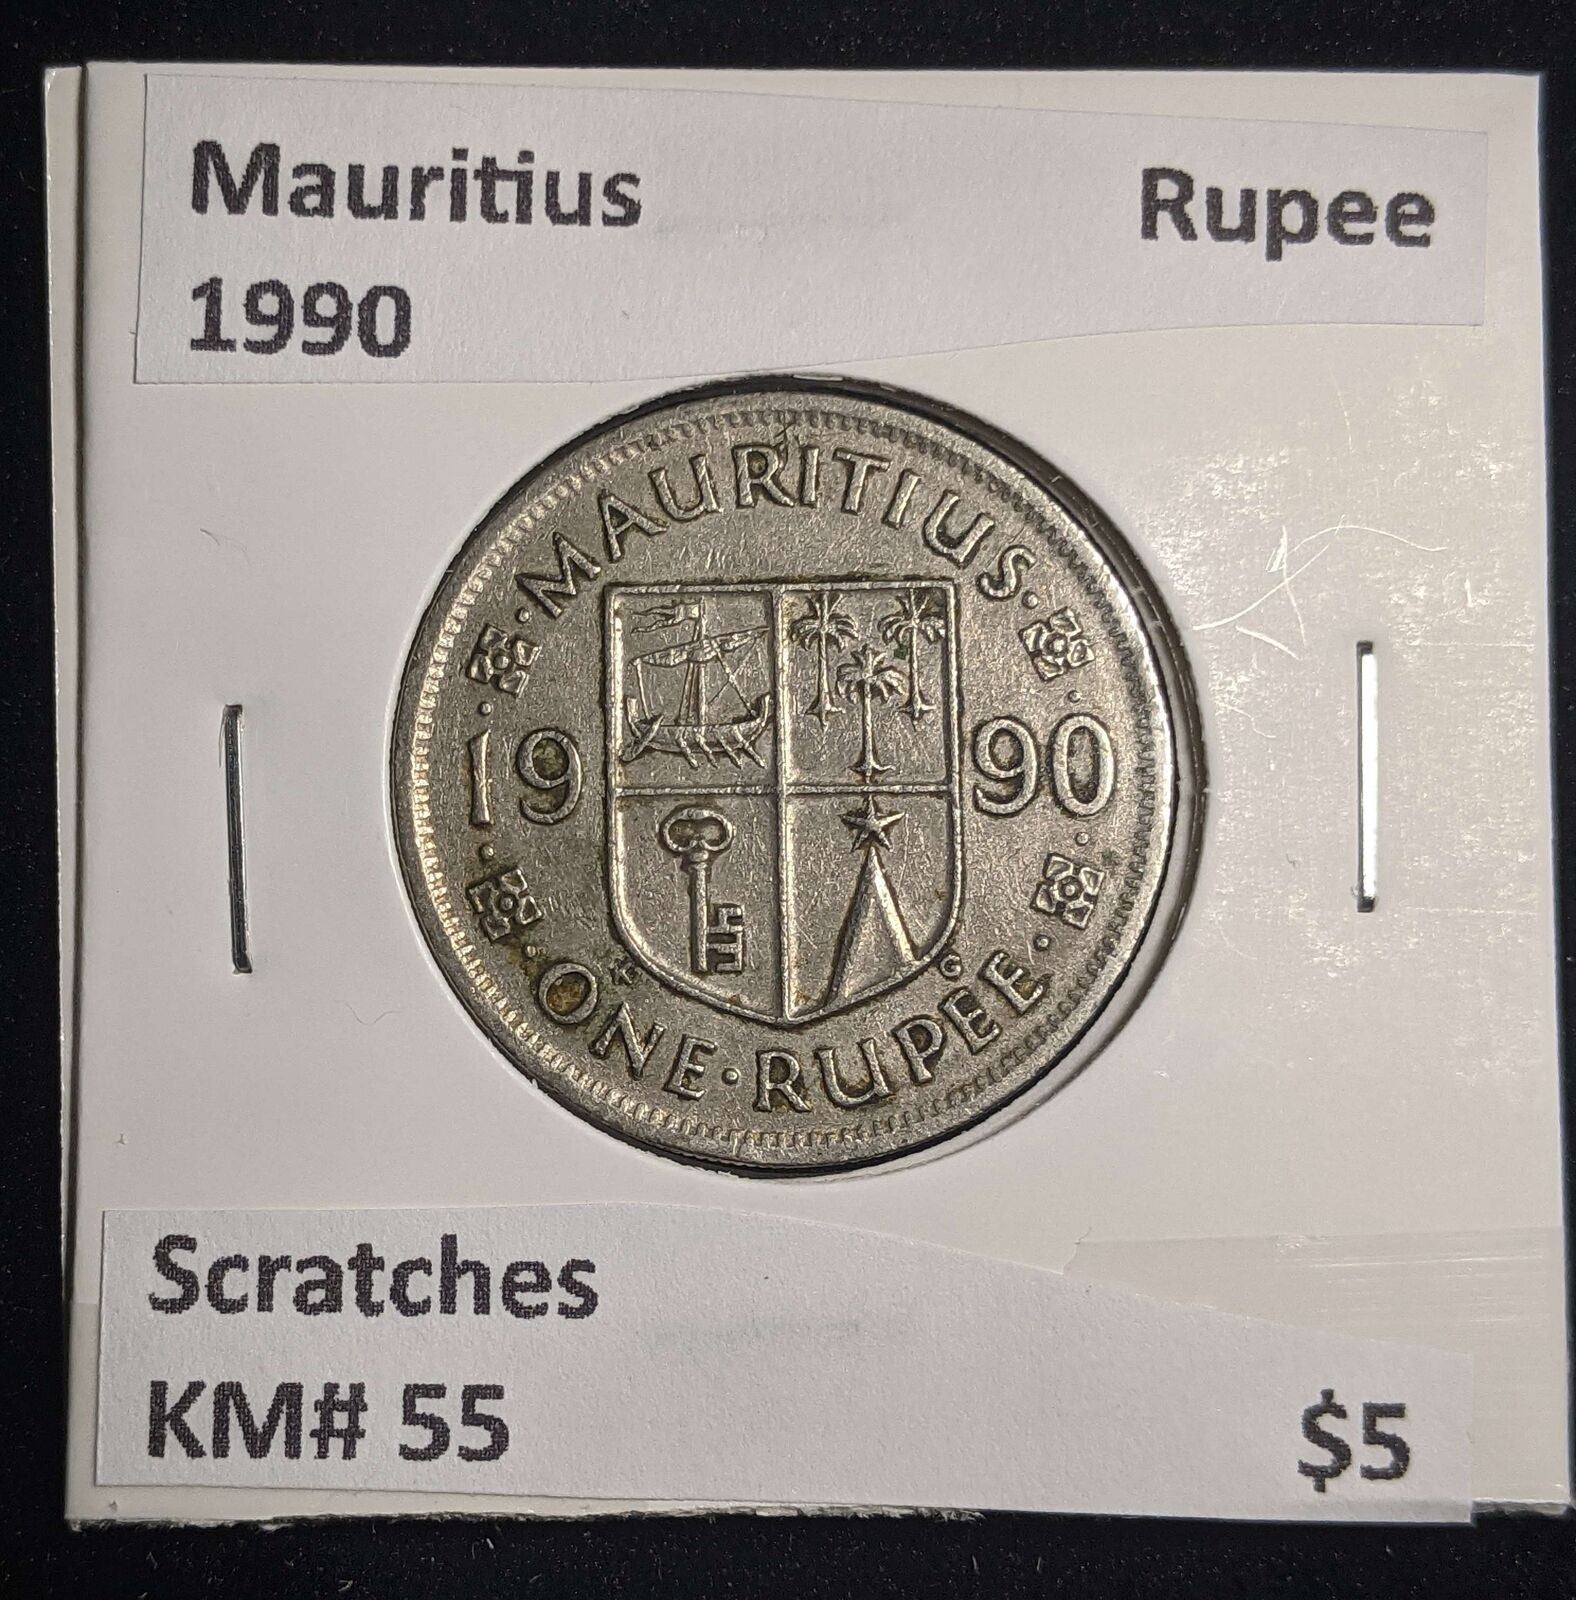 Mauritius Rupee
1990
·MAURITIUS·
19 90
G
·ONE·RUPEE·
Scratches
KM# 55 $5